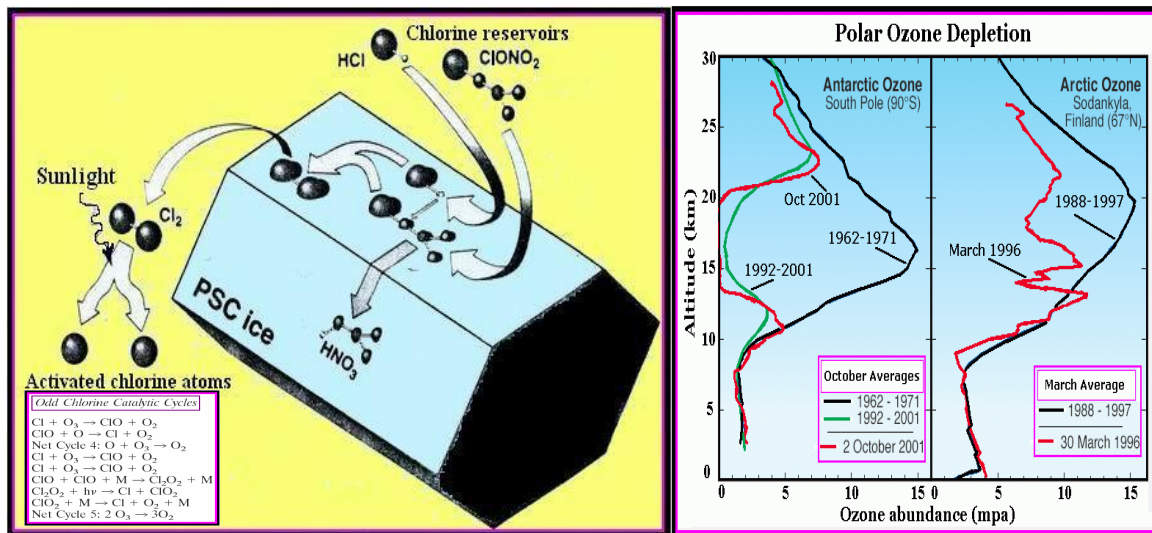 Chlorine reservoirs
HCl
ClONO2
Sunlight
Cl2
PSC ice
HNO3
Activated chlorine atoms
Odd Chlorine Catalytic Cycles
Cl + O3 → ClO + O2
ClO + O → Cl + O2
Net Cycle 4: O + O3 → O2
Cl + O3 → ClO + O2
Cl + O3 → ClO + O2
ClO + ClO + M → Cl2O2 + M
Cl2O2 + hν → Cl + ClO2
ClO2 + M → Cl + O2 + M
Net Cycle 5: 2 O3 → 3O2
Polar Ozone Depletion
Altitude (km)
30
25
20
15
10
5
0
Antarctic Ozone
South Pole (90°S)
Oct 2001
1962-1971
1992-2001
October Averages
1962 - 1971
1992 - 2001
2 October 2001
0 5 10 15
Arctic Ozone
Sodankyla,
Finland (67°N)
1988-1997
March 1996
March Average
1988 - 1997
30 March 1996
0 5 10 15
Ozone abundance (mpa)